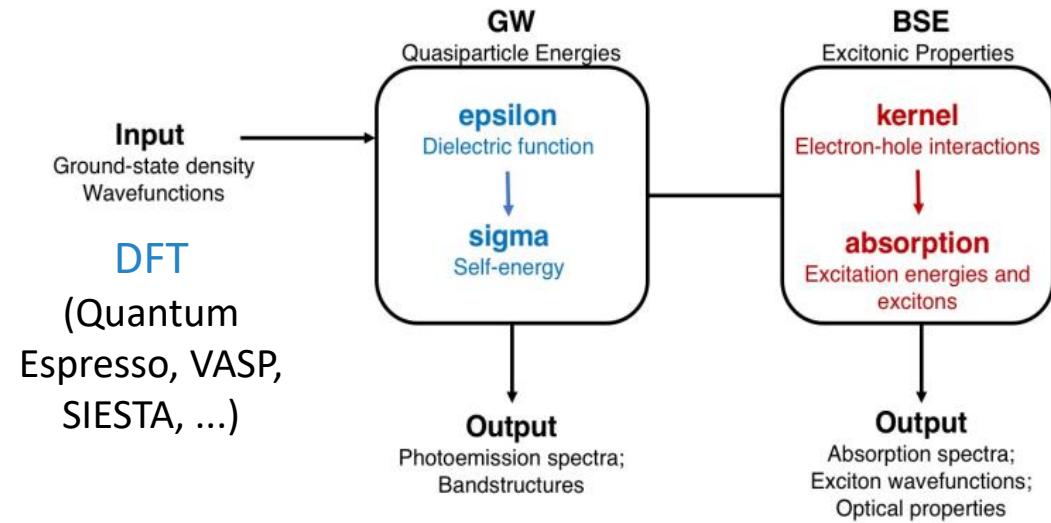 GW
Quasiparticle Energies
BSE
Excitonic Properties
Input
Ground-state density
Wavefunctions
DFT
(Quantum
Espresso, VASP,
SIESTA, ...)
epsilon
Dielectric function
sigma
Self-energy
kernel
Electron-hole interactions
absorption
Excitation energies and
excitons
Output
Photoemission spectra;
Bandstructures
Output
Absorption spectra;
Exciton wavefunctions;
Optical properties